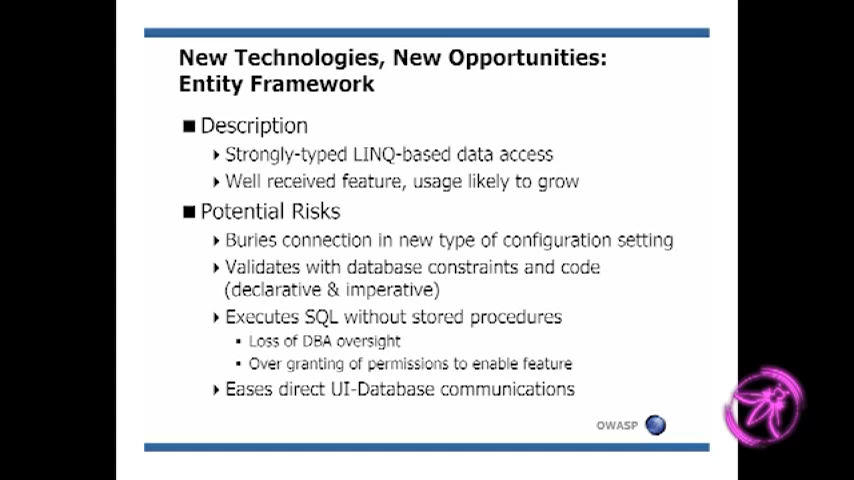 New Technologies, New Opportunities:
Entity Framework
Description
Strongly-typed LINQ-based data access
Well received feature, usage likely to grow
Potential Risks
Buries connection in new type of configuration setting
Validates with database constraints and code
(declarative & imperative)
Executes SQL without stored procedures
Loss of DBA oversight
Over granting of permissions to enable feature
Eases direct UI-Database communications
OWASP